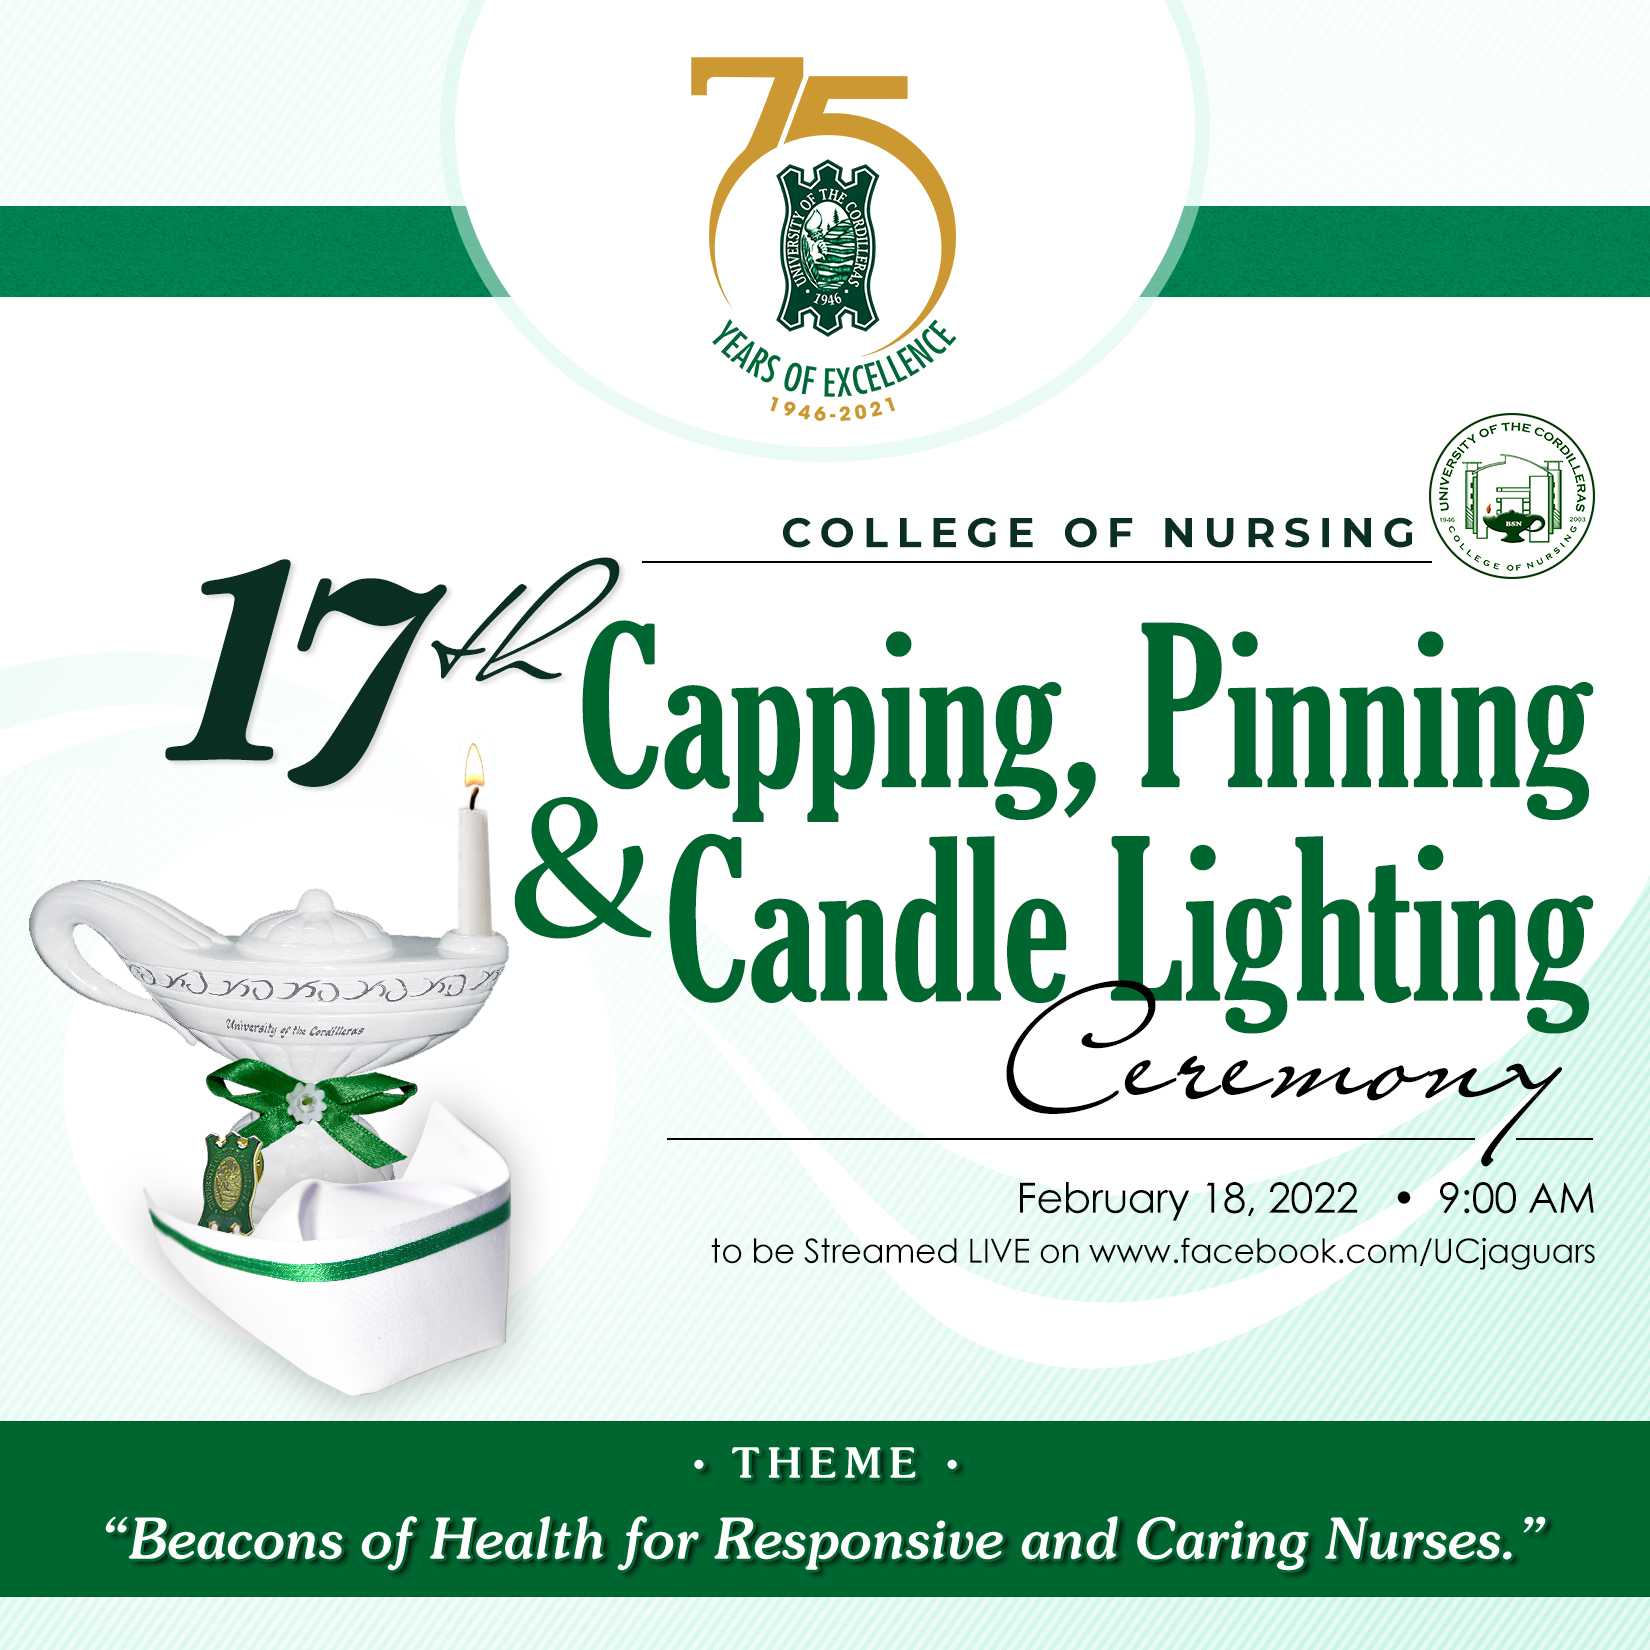 75
UNIVERSITY OF THE CORDILLERAS
• 1946 •
YEARS OF EXCELLENCE
1946-2021
UNIVERSITY OF THE CORDILLERAS
1946 BSN 2003
COLLEGE OF NURSING
COLLEGE OF NURSING
17th Capping, Pinning
& Candle Lighting
Ceremony
University of the Cordilleras
February 18, 2022 • 9:00 AM
to be Streamed LIVE on www.facebook.com/UCjaguars
• THEME •
“Beacons of Health for Responsive and Caring Nurses.”